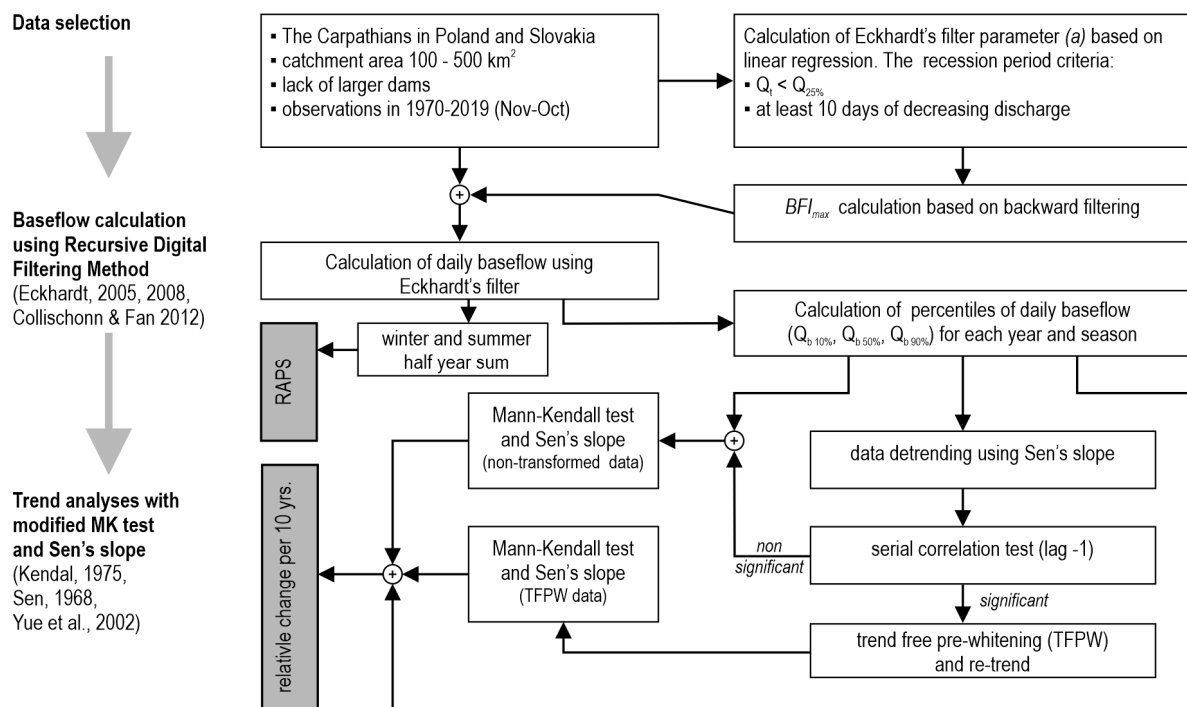 Data selection
▪ The Carpathians in Poland and Slovakia
▪ catchment area 100 - 500 km²
▪ lack of larger dams
▪ observations in 1970-2019 (Nov-Oct)
Calculation of Eckhardt's filter parameter (a) based on
linear regression. The recession period criteria:
▪ Qt < Q25%
▪ at least 10 days of decreasing discharge
BFImax calculation based on backward filtering
Baseflow calculation
using Recursive Digital
Filtering Method
(Eckhardt, 2005, 2008,
Collischonn & Fan 2012)
Calculation of daily baseflow using
Eckhardt's filter
winter and summer
half year sum
RAPS
Calculation of percentiles of daily baseflow
(Qb 10%, Qb 50%, Qb 90%) for each year and season
Mann-Kendall test
and Sen's slope
(non-transformed data)
data detrending using Sen's slope
Trend analyses with
modified MK test
and Sen's slope
(Kendal, 1975,
Sen, 1968,
Yue et al., 2002)
relativle change per 10 yrs.
Mann-Kendall test
and Sen's slope
(TFPW data)
non
significant
serial correlation test (lag -1)
significant
trend free pre-whitening (TFPW)
and re-trend